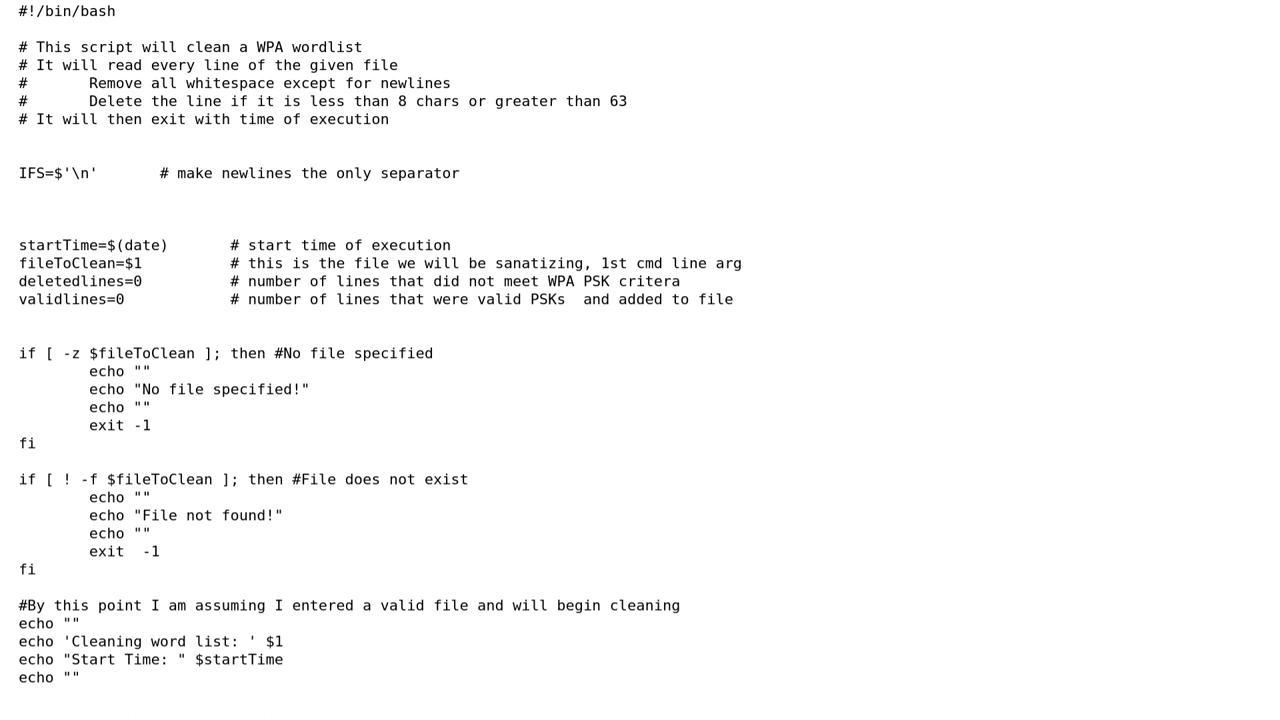 #!/bin/bash

# This script will clean a WPA wordlist
# It will read every line of the given file
#       Remove all whitespace except for newlines
#       Delete the line if it is less than 8 chars or greater than 63
# It will then exit with time of execution

IFS=$'\n'       # make newlines the only separator

startTime=$(date)       # start time of execution
fileToClean=$1          # this is the file we will be sanatizing, 1st cmd line arg
deletedlines=0          # number of lines that did not meet WPA PSK critera
validlines=0            # number of lines that were valid PSKs  and added to file

if [ -z $fileToClean ]; then #No file specified
        echo ""
        echo "No file specified!"
        echo ""
        exit -1
fi

if [ ! -f $fileToClean ]; then #File does not exist
        echo ""
        echo "File not found!"
        echo ""
        exit  -1
fi

#By this point I am assuming I entered a valid file and will begin cleaning
echo ""
echo 'Cleaning word list: ' $1
echo "Start Time: " $startTime
echo ""